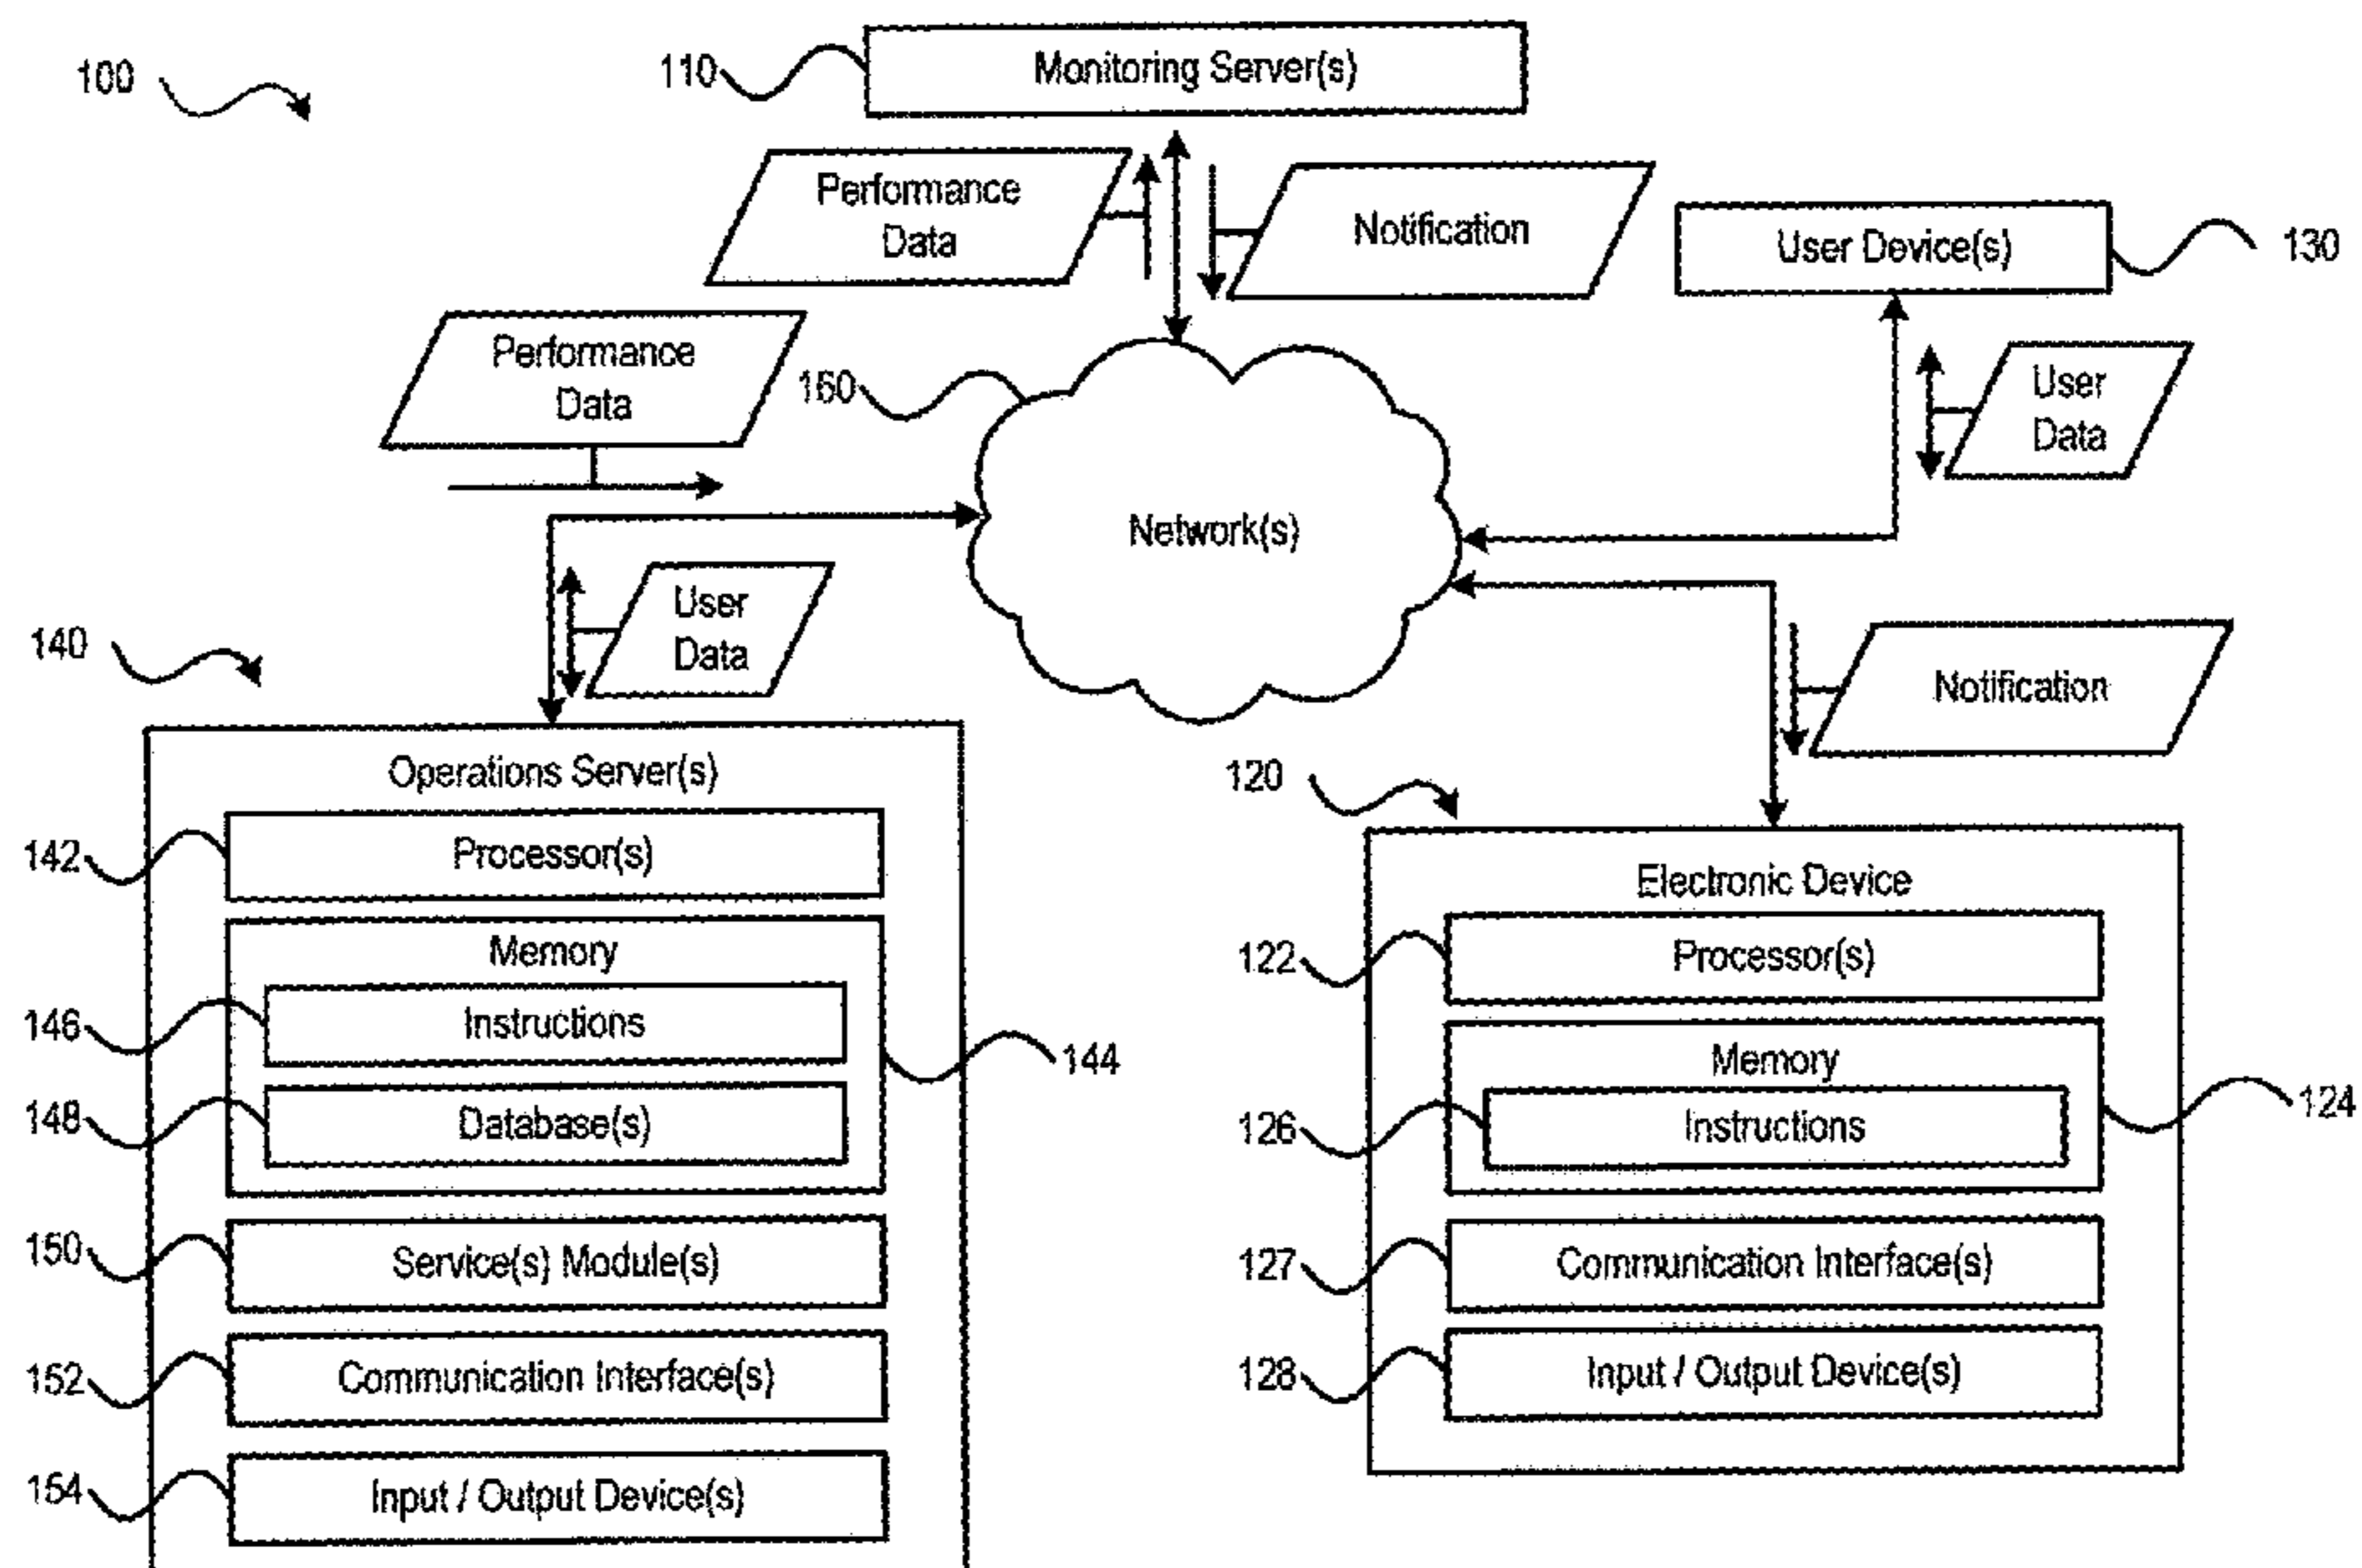 100
110
Monitoring Server(s)
Performance
Data
Notification
User Device(s)
130
Performance
Data
160
User
Data
Network(s)
140
User
Data
Notification
Operations Server(s)
120
142
Processor(s)
Electronic Device
Memory
122
Processor(s)
146
Instructions
144
Memory
148
Database(s)
126
Instructions
124
150
Service(s) Module(s)
127
Communication Interface(s)
152
Communication Interface(s)
128
Input / Output Device(s)
154
Input / Output Device(s)